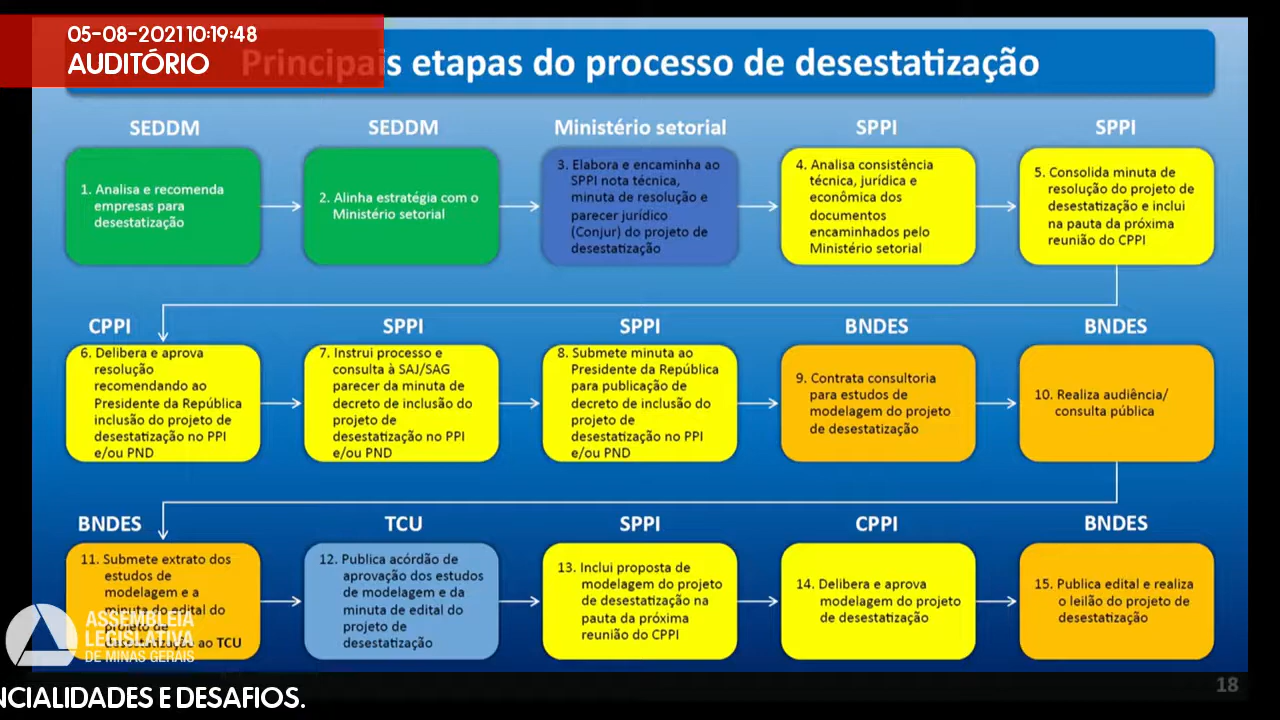 05-08-2021 10:19:48
AUDITÓRIO
Principais etapas do processo de desestatização
SEDDM
1. Analisa e recomenda
empresas para
desestatização
SEDDM
2. Alinha estratégia com o
Ministério setorial
Ministério setorial
3. Elabora e encaminha ao
SPPI nota técnica,
minuta de resolução e
parecer jurídico
(Conjur) do projeto de
desestatização
SPPI
4. Analisa consistência
técnica, jurídica e
econômica dos
documentos
encaminhados pelo
Ministério setorial
SPPI
5. Consolida minuta de
resolução do projeto de
desestatização e inclui
na pauta da próxima
reunião do CPPI
CPPI
6. Delibera e aprova
resolução
recomendando ao
Presidente da República
inclusão do projeto de
desestatização no PPI
e/ou PND
SPPI
7. Instrui processo e
consulta à SAJ/SAG
parecer da minuta de
decreto de inclusão do
projeto de
desestatização no PPI
e/ou PND
SPPI
8. Submete minuta ao
Presidente da República
para publicação de
decreto de inclusão do
projeto de
desestatização no PPI
e/ou PND
BNDES
9. Contrata consultoria
para estudos de
modelagem do projeto
de desestatização
BNDES
10. Realiza audiência/
consulta pública
BNDES
11. Submete extrato dos
estudos de
modelagem e a
minuta do edital do
projeto de
desestatização ao TCU
TCU
12. Publica acórdão de
aprovação dos estudos
de modelagem e da
minuta de edital do
projeto de
desestatização
SPPI
13. Inclui proposta de
modelagem do projeto
de desestatização na
pauta da próxima
reunião do CPPI
CPPI
14. Delibera e aprova
modelagem do projeto
de desestatização
BNDES
15. Publica edital e realiza
o leilão do projeto de
desestatização
ASSEMBLEIA
LEGISLATIVA
DE MINAS GERAIS
18
NCIALIDADES E DESAFIOS.